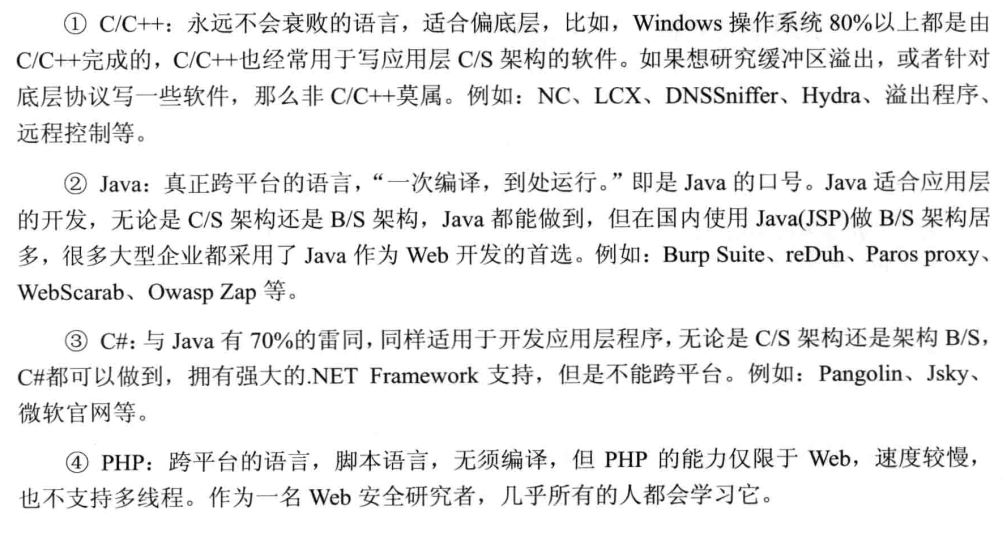 ① C/C++：永远不会衰败的语言，适合偏底层，比如，Windows 操作系统 80%以上都是由
C/C++完成的，C/C++也经常用于写应用层 C/S 架构的软件。如果想研究缓冲区溢出，或者针对
底层协议写一些软件，那么非 C/C++莫属。例如：NC、LCX、DNSSniffer、Hydra、溢出程序、
远程控制等。
② Java：真正跨平台的语言，“一次编译，到处运行。”即是 Java 的口号。Java 适合应用层
的开发，无论是 C/S 架构还是 B/S 架构，Java 都能做到，但在国内使用 Java(JSP)做 B/S 架构居
多，很多大型企业都采用了 Java 作为 Web 开发的首选。例如：Burp Suite、reDuh、Paros proxy、
WebScarab、Owasp Zap 等。
③ C#：与 Java 有 70%的雷同，同样适用于开发应用层程序，无论是 C/S 架构还是架构 B/S，
C#都可以做到，拥有强大的.NET Framework 支持，但是不能跨平台。例如：Pangolin、Jsky、
微软官网等。
④ PHP：跨平台的语言，脚本语言，无须编译，但 PHP 的能力仅限于 Web，速度较慢，
也不支持多线程。作为一名 Web 安全研究者，几乎所有的人都会学习它。